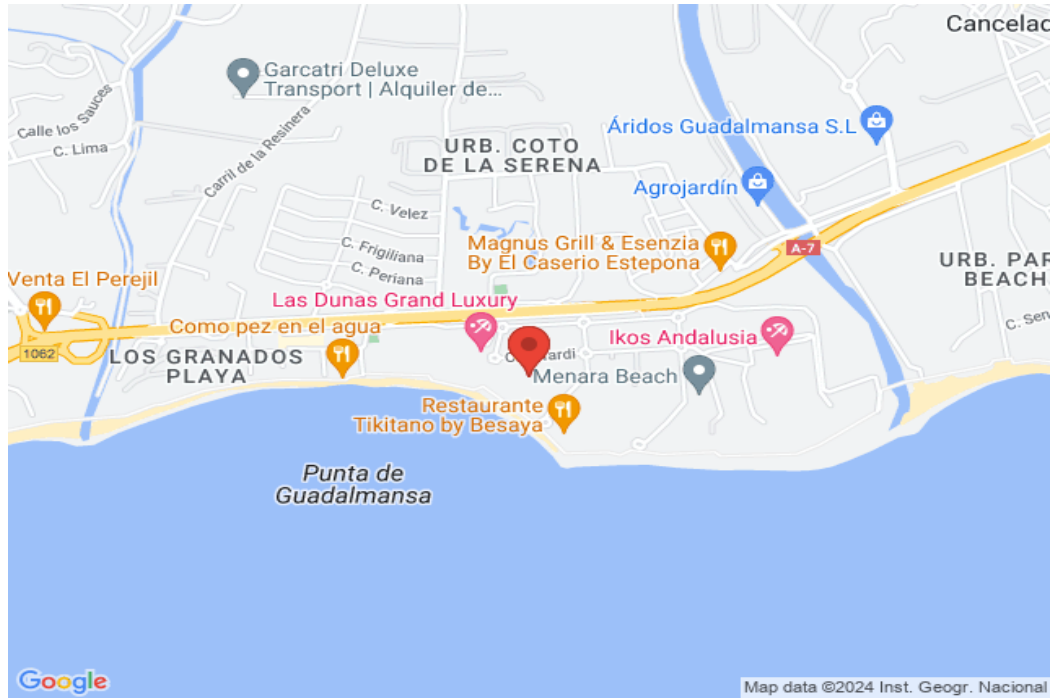 Cancelad
Garcatri Deluxe
Transport | Alquiler de...
Calle los Sauces
C. Lima
Carril de la Resinera
URB. COTO
DE LA SERENA
Áridos Guadalmansa S.L
Agrojardín
C. Velez
C. Frigiliana
C. Periana
Magnus Grill & Esenzia
By El Caserio Estepona
A-7
URB. PAR
BEACH
C. Sen
Venta El Perejil
1062
Las Dunas Grand Luxury
Como pez en el agua
LOS GRANADOS
PLAYA
Ikos Andalusia
Menara Beach
Restaurante
Tikitano by Besaya
Punta de
Guadalmansa
Google
Map data ©2024 Inst. Geogr. Nacional